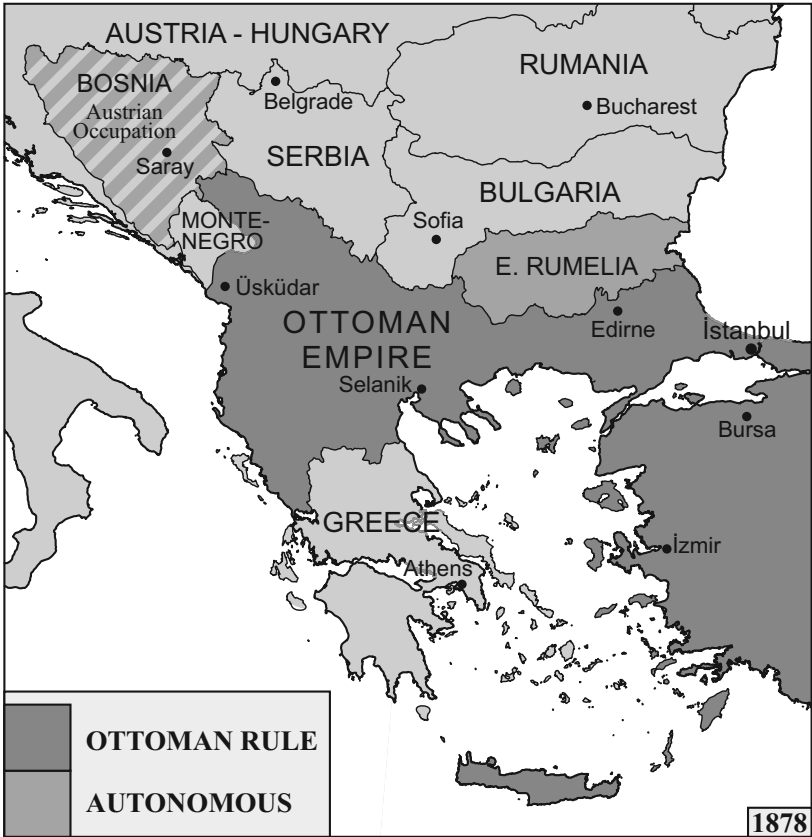 AUSTRIA - HUNGARY
RUMANIA
BOSNIA
Austrian
Occupation
Belgrade
Bucharest
Saray
SERBIA
BULGARIA
MONTE-
NEGRO
Sofia
E. RUMELIA
Üsküdar
OTTOMAN
EMPIRE
Edirne
İstanbul
Selanik
Bursa
GREECE
İzmir
Athens
OTTOMAN RULE
AUTONOMOUS
1878